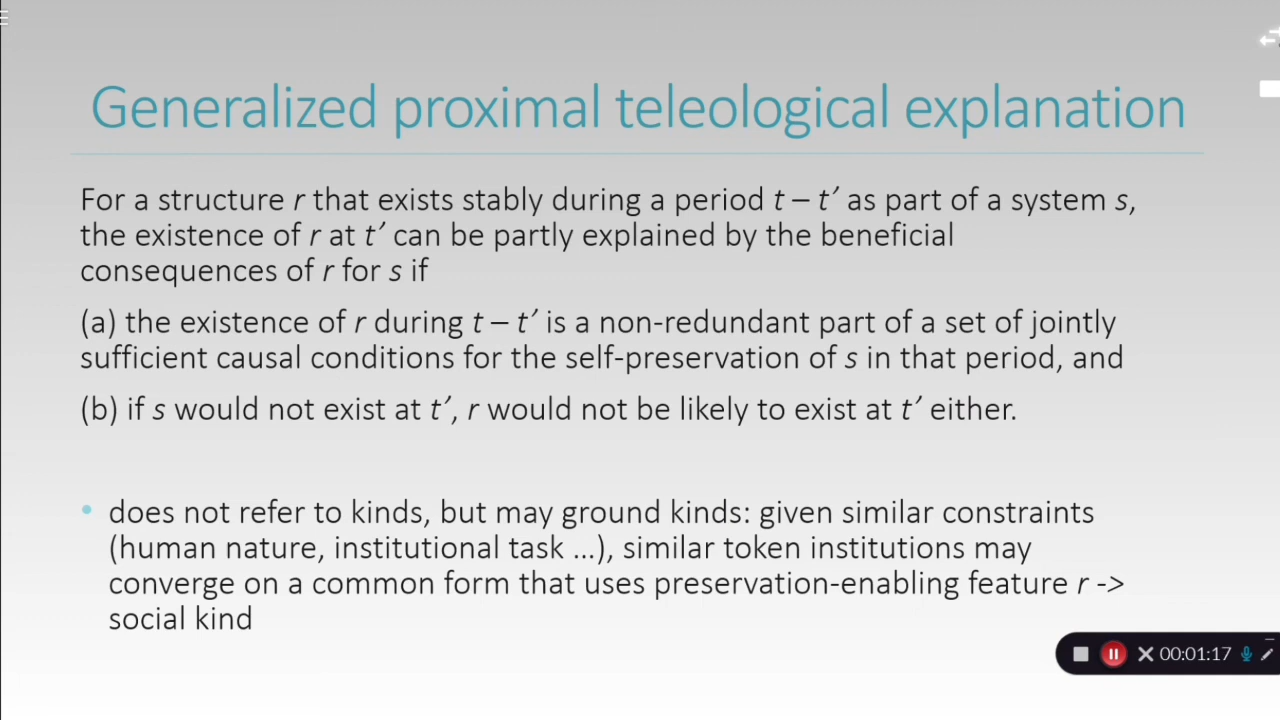 Generalized proximal teleological explanation
For a structure r that exists stably during a period t – t’ as part of a system s,
the existence of r at t’ can be partly explained by the beneficial
consequences of r for s if
(a) the existence of r during t – t’ is a non-redundant part of a set of jointly
sufficient causal conditions for the self-preservation of s in that period, and
(b) if s would not exist at t’, r would not be likely to exist at t’ either.
• does not refer to kinds, but may ground kinds: given similar constraints
(human nature, institutional task ...), similar token institutions may
converge on a common form that uses preservation-enabling feature r ->
social kind
00:01:17